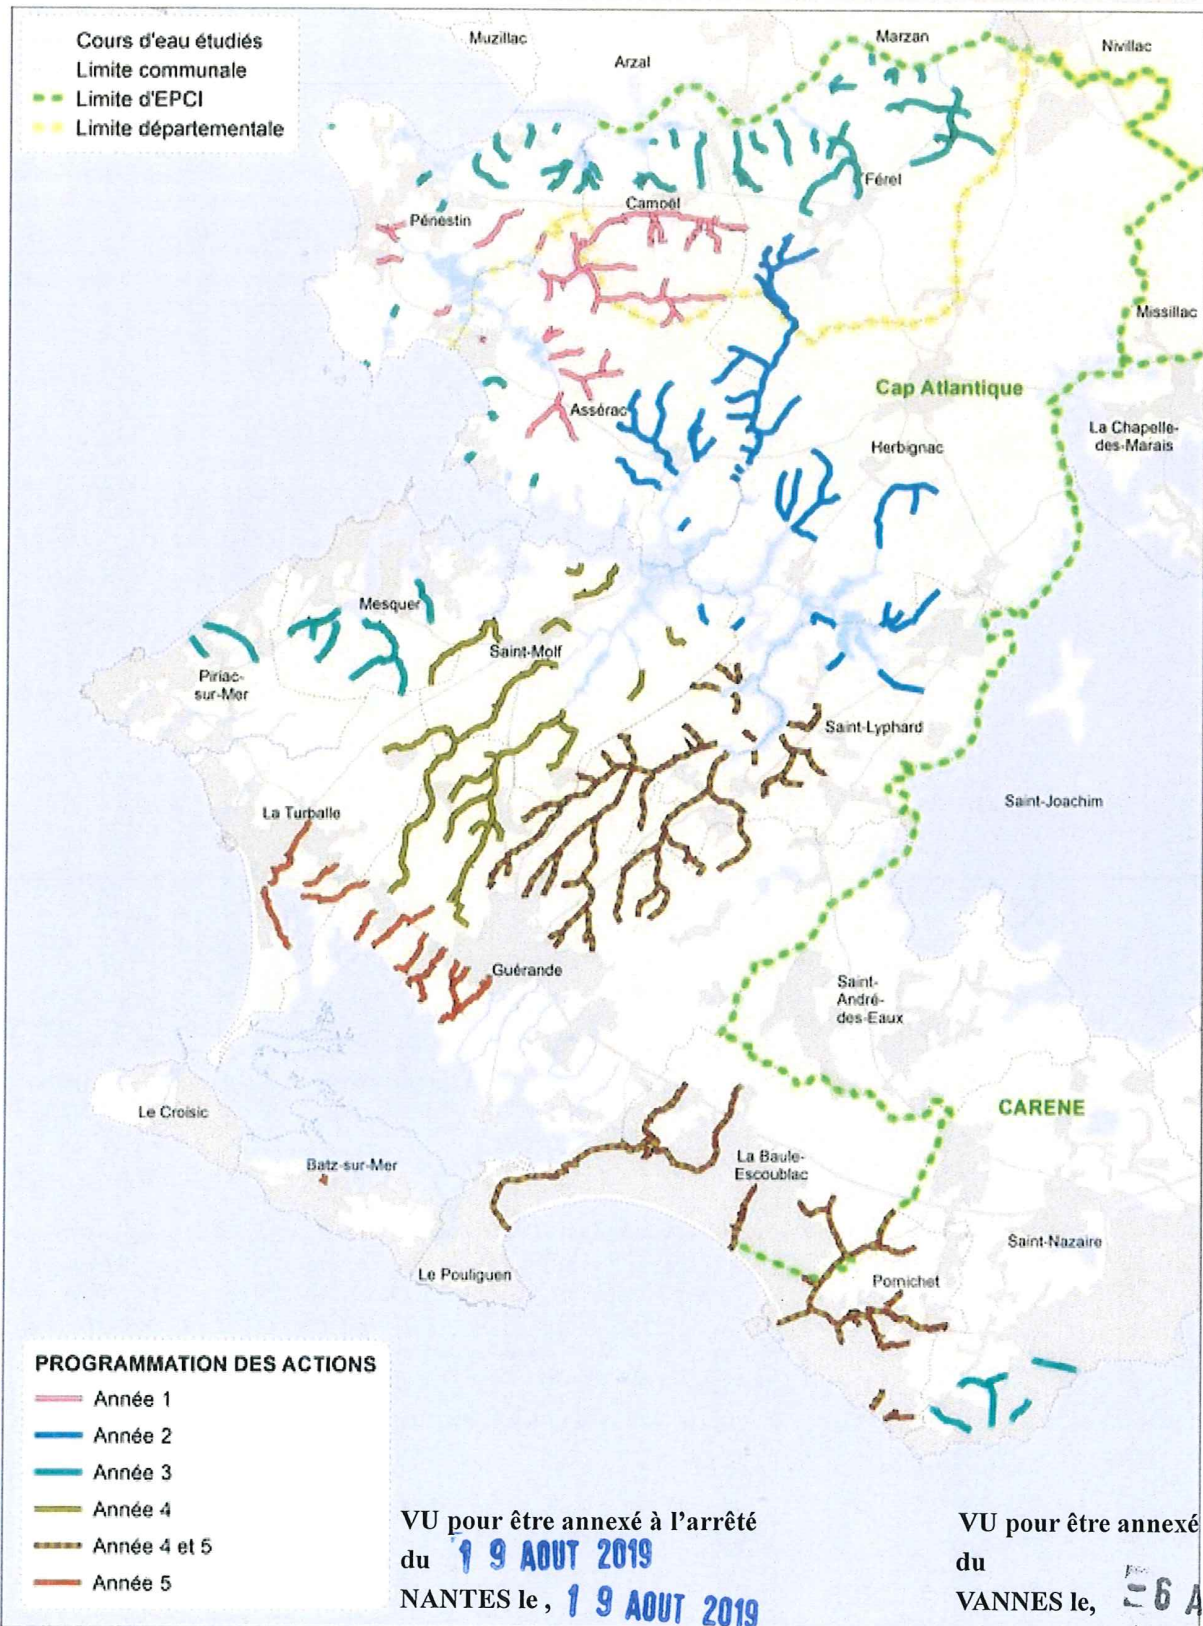 Cours d'eau étudiés
Limite communale
Limite d'EPCI
Limite départementale
Muzillac
Arzal
Marzan
Nivillac
Férel
Camoël
Pénestin
Missillac
Cap Atlantique
Assérac
La Chapelle-
des-Marais
Herbignac
Mesquer
Saint-Molf
Piriac-
sur-Mer
Saint-Lyphard
La Turballe
Saint-Joachim
Guérande
Saint-
André-
des-Eaux
Le Croisic
CARENE
Batz-sur-Mer
La Baule-
Escoublac
Saint-Nazaire
Le Pouliguen
Pornichet
PROGRAMMATION DES ACTIONS
Année 1
Année 2
Année 3
Année 4
Année 4 et 5
Année 5
VU pour être annexé à l'arrêté
du 19 AOUT 2019
NANTES le, 19 AOUT 2019
VU pour être annexé
du
VANNES le, - 6 A